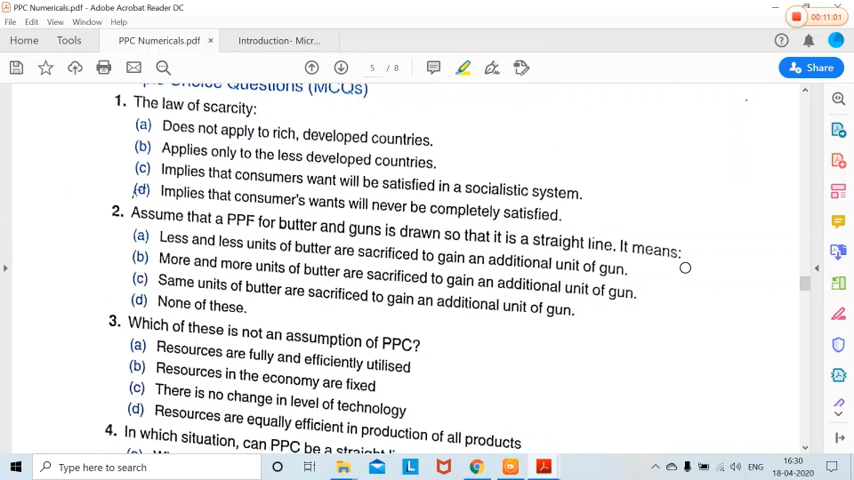 PPC Numericals.pdf - Adobe Acrobat Reader DC
00:11:01
File Edit View Window Help
Home Tools PPC Numericals.pdf × Introduction- Micr...
5 / 8
Share
Choice Questions (MCQs)
1. The law of scarcity:
(a) Does not apply to rich, developed countries.
(b) Applies only to the less developed countries.
(c) Implies that consumers want will be satisfied in a socialistic system.
(d) Implies that consumer's wants will never be completely satisfied.
2. Assume that a PPF for butter and guns is drawn so that it is a straight line. It means:
(a) Less and less units of butter are sacrificed to gain an additional unit of gun.
(b) More and more units of butter are sacrificed to gain an additional unit of gun.
(c) Same units of butter are sacrificed to gain an additional unit of gun.
(d) None of these.
3. Which of these is not an assumption of PPC?
(a) Resources are fully and efficiently utilised
(b) Resources in the economy are fixed
(c) There is no change in level of technology
(d) Resources are equally efficient in production of all products
4. In which situation, can PPC be a straight
Type here to search
ENG
16:30
18-04-2020